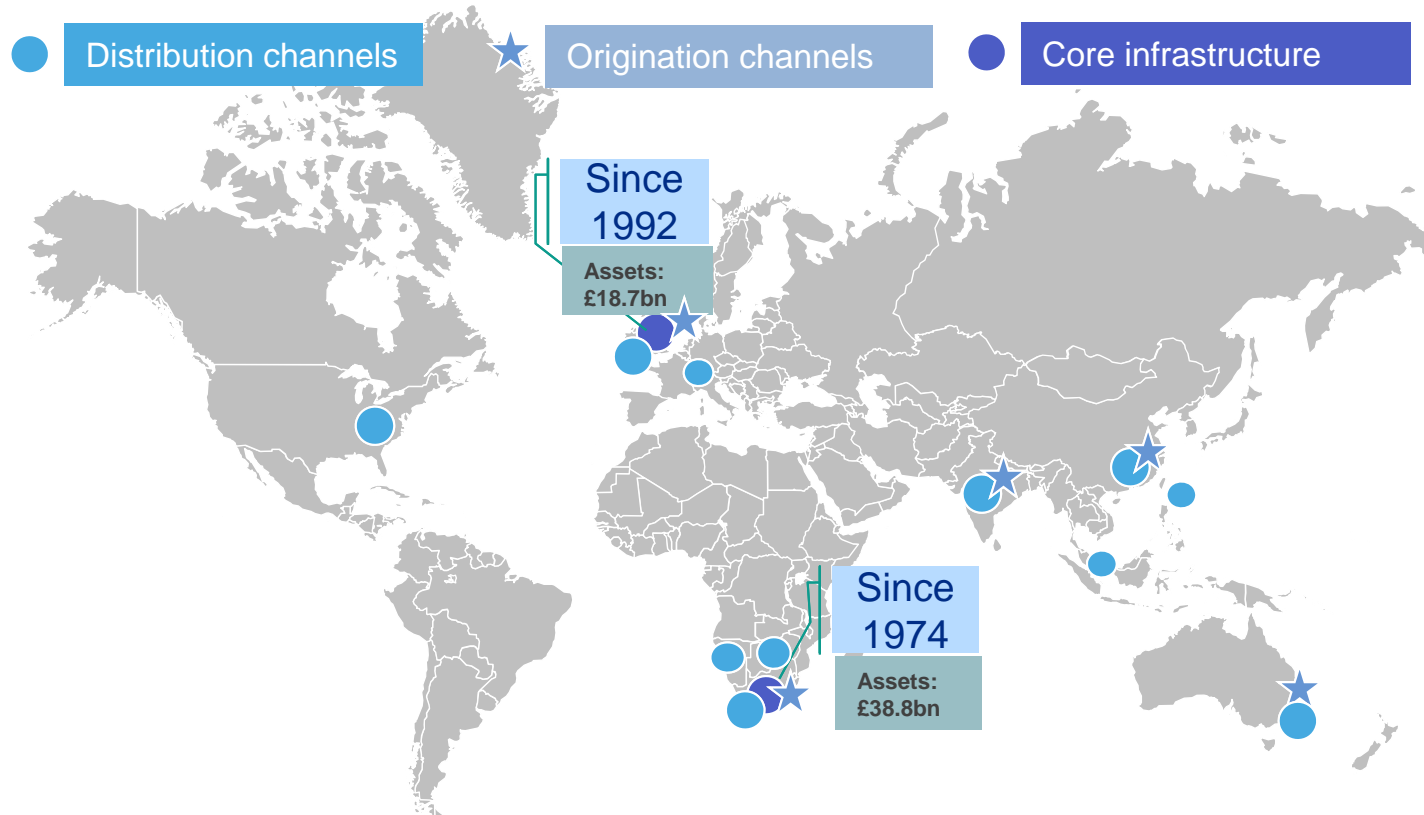 Distribution channels
Origination channels
Core infrastructure
Since
1992
Assets:
£18.7bn
Since
1974
Assets:
£38.8bn